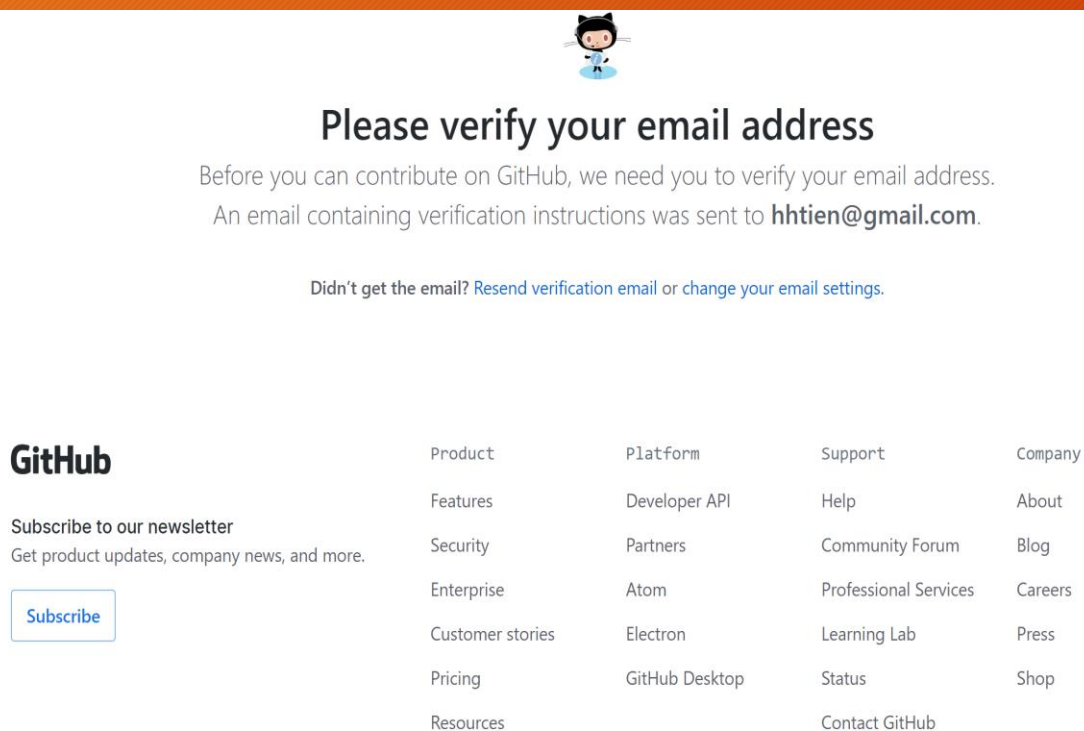 Please verify your email address
Before you can contribute on GitHub, we need you to verify your email address.
An email containing verification instructions was sent to hhtien@gmail.com.
Didn't get the email? Resend verification email or change your email settings.
GitHub
Subscribe to our newsletter
Get product updates, company news, and more.
Subscribe
Product
Features
Security
Enterprise
Customer stories
Pricing
Resources
Platform
Developer API
Partners
Atom
Electron
GitHub Desktop
Support
Help
Community Forum
Professional Services
Learning Lab
Status
Contact GitHub
Company
About
Blog
Careers
Press
Shop